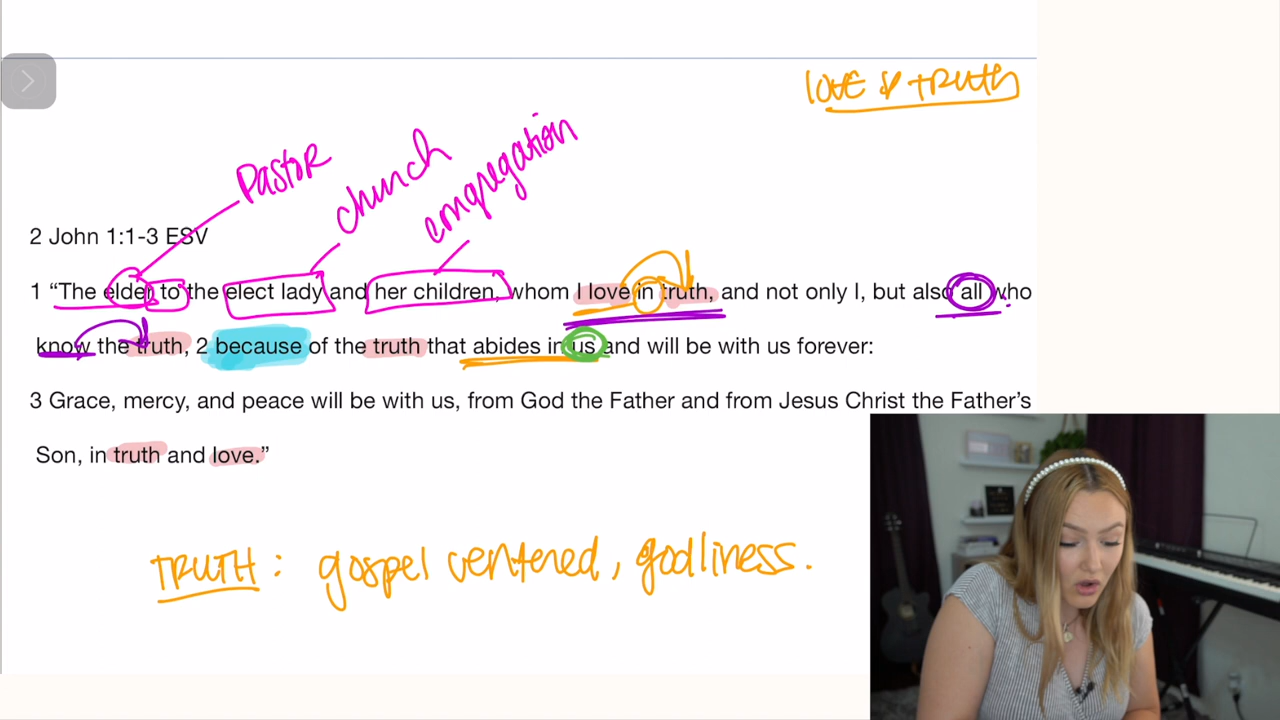 love & TRUTH
Pastor
church
congregation
2 John 1:1-3 ESV
1 “The elder to the elect lady and her children, whom I love in truth, and not only I, but also all who
know the truth, 2 because of the truth that abides in us and will be with us forever:
3 Grace, mercy, and peace will be with us, from God the Father and from Jesus Christ the Father’s
Son, in truth and love.”
TRUTH: gospel centered, godliness.